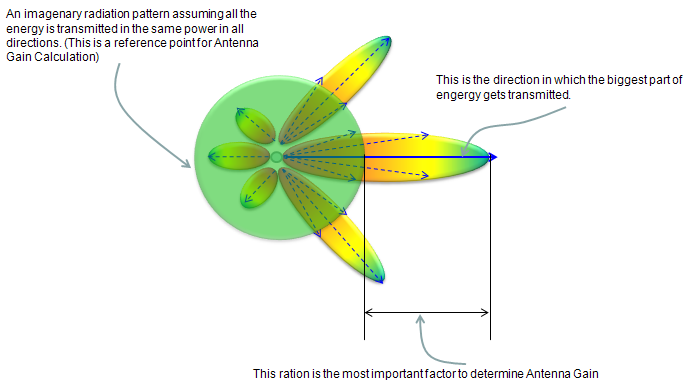 An imagenary radiation pattern assuming all the
energy is transmitted in the same power in all
directions. (This is a reference point for Antenna
Gain Calculation)
This is the direction in which the biggest part of
engergy gets transmitted.
This ration is the most important factor to determine Antenna Gain